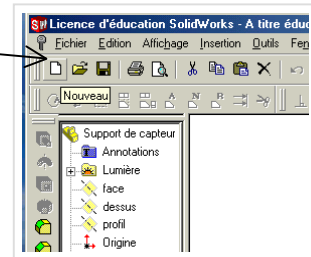 Licence d'éducation SolidWorks - A titre éduc
Fichier Edition Affichage Insertion Outils Fen
Nouveau
Support de capteur
Annotations
Lumière
face
dessus
profil
Origine